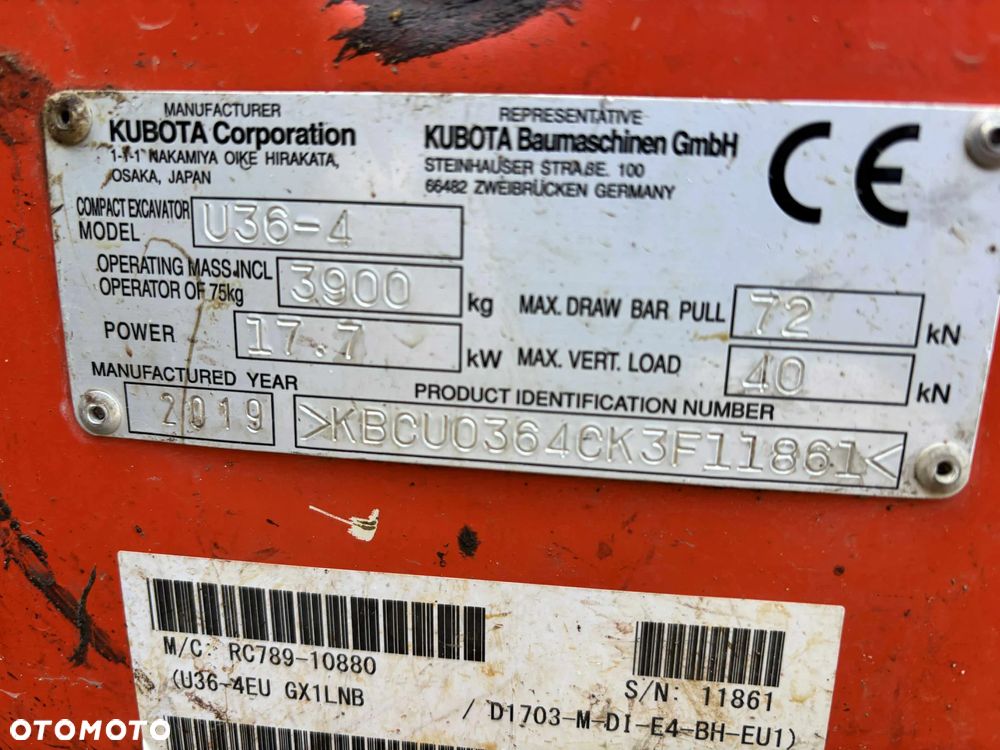 MANUFACTURER
KUBOTA Corporation
1-1-1 NAKAMIYA OIKE HIRAKATA,
OSAKA, JAPAN
REPRESENTATIVE
KUBOTA Baumaschinen GmbH
STEINHAUSER STRAßE. 100
66482 ZWEIBRÜCKEN GERMANY
CE
COMPACT EXCAVATOR
MODEL U36-4
OPERATING MASS.INCL
OPERATOR OF 75kg 3900 kg
MAX. DRAW BAR PULL 72 kN
POWER 17.7 kW
MAX. VERT. LOAD 40 kN
MANUFACTURED YEAR
2019
PRODUCT IDENTIFICATION NUMBER
>KBCU0364CK3F11861<
M/C: RC789-10880
(U36-4EU GX1LNB
S/N: 11861
/ D1703-M-DI-E4-BH-EU1)
OTOMOTO
OTOMOTO